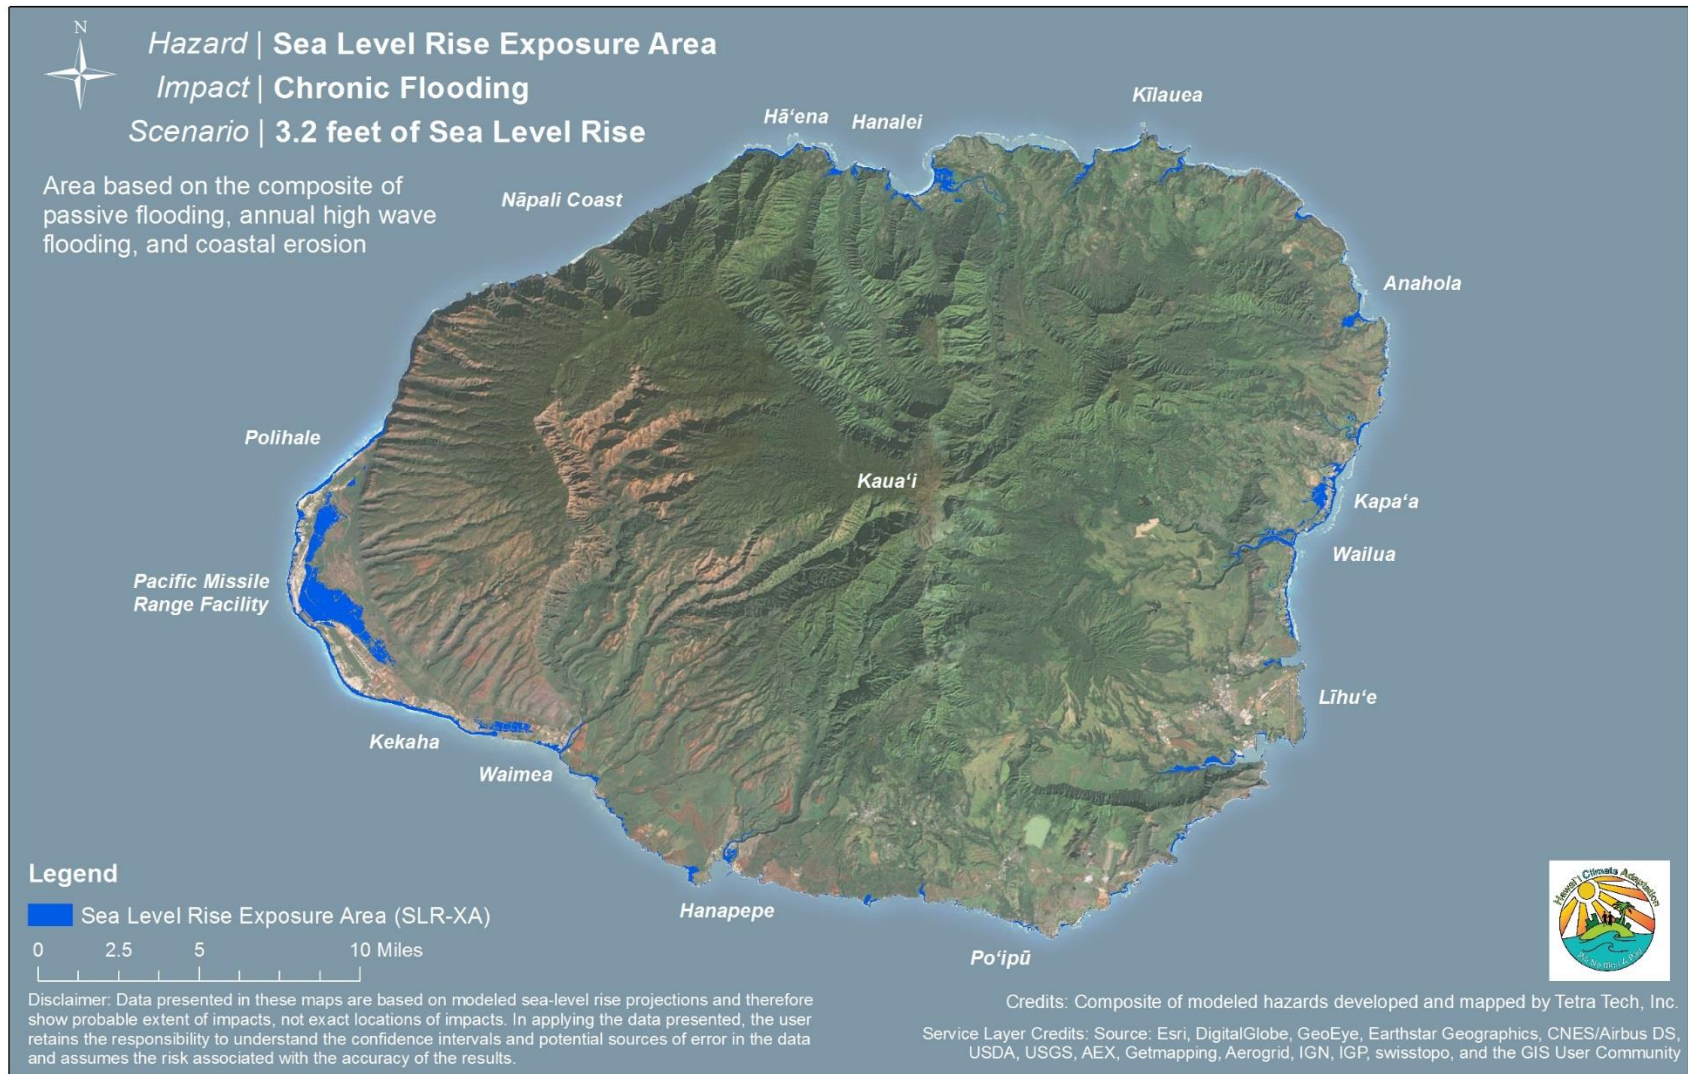 N
Hazard | Sea Level Rise Exposure Area
Impact | Chronic Flooding
Scenario | 3.2 feet of Sea Level Rise
Area based on the composite of
passive flooding, annual high wave
flooding, and coastal erosion
Kīlauea
Hā‘ena
Hanalei
Nāpali Coast
Anahola
Polihale
Kaua‘i
Kapa‘a
Wailua
Pacific Missile
Range Facility
Līhu‘e
Kekaha
Waimea
Hanapepe
Po‘ipū
Legend
Sea Level Rise Exposure Area (SLR-XA)
0 2.5 5 10 Miles
Disclaimer: Data presented in these maps are based on modeled sea-level rise projections and therefore
show probable extent of impacts, not exact locations of impacts. In applying the data presented, the user
retains the responsibility to understand the confidence intervals and potential sources of error in the data
and assumes the risk associated with the accuracy of the results.
Hawai‘i Climate Adaptation
Credits: Composite of modeled hazards developed and mapped by Tetra Tech, Inc.
Service Layer Credits: Source: Esri, DigitalGlobe, GeoEye, Earthstar Geographics, CNES/Airbus DS,
USDA, USGS, AEX, Getmapping, Aerogrid, IGN, IGP, swisstopo, and the GIS User Community